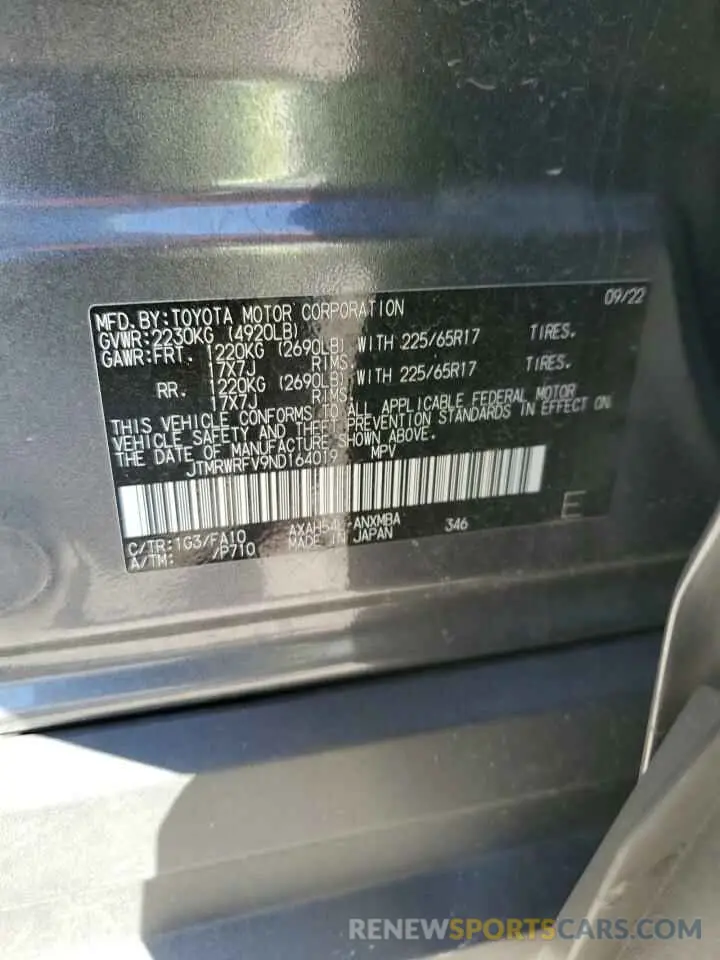 MFD.BY:TOYOTA MOTOR CORPORATION 09/22
GVWR:2230KG (4920LB)
GAWR:FRT. 1220KG (2690LB) WITH 225/65R17 TIRES.
17X7J RIMS.
RR. 1220KG (2690LB) WITH 225/65R17 TIRES.
17X7J RIMS.
THIS VEHICLE CONFORMS TO ALL APPLICABLE FEDERAL MOTOR
VEHICLE SAFETY AND THEFT PREVENTION STANDARDS IN EFFECT ON
THE DATE OF MANUFACTURE SHOWN ABOVE.
JTMRWRFV9ND164019 MPV
E
C/TR:1G3/FA10 AXAH54L-ANXMBA 346
A/TM: /P710 MADE IN JAPAN
RENEWSPORTSCARS.COM